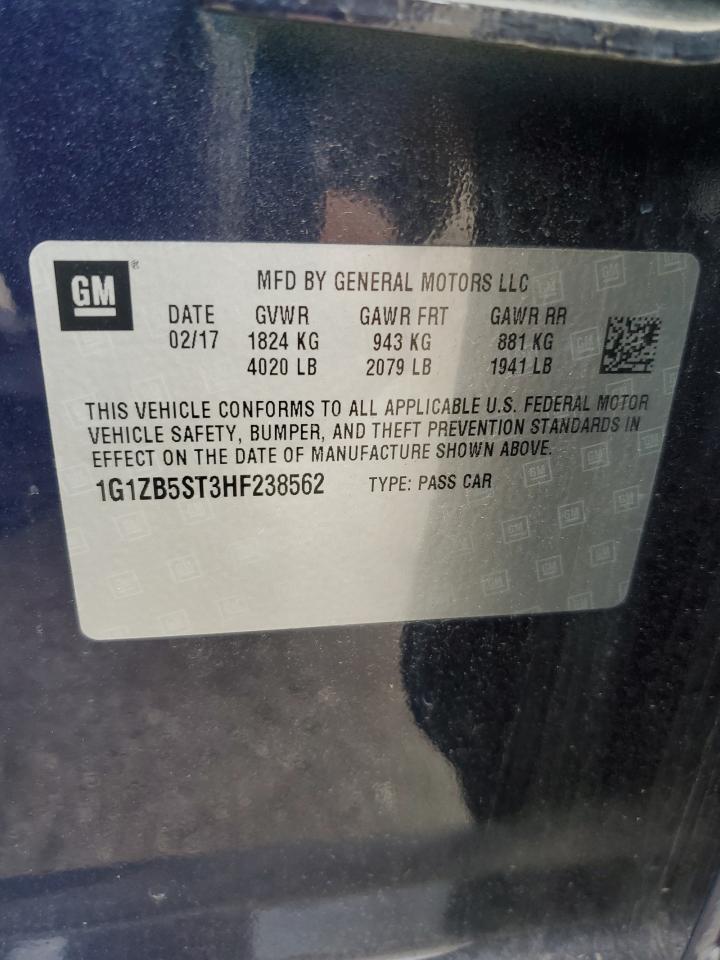 GM ® MFD BY GENERAL MOTORS LLC
DATE GVWR GAWR FRT GAWR RR
02/17 1824 KG 943 KG 881 KG
4020 LB 2079 LB 1941 LB
THIS VEHICLE CONFORMS TO ALL APPLICABLE U.S. FEDERAL MOTOR
VEHICLE SAFETY, BUMPER, AND THEFT PREVENTION STANDARDS IN
EFFECT ON THE DATE OF MANUFACTURE SHOWN ABOVE.
1G1ZB5ST3HF238562 TYPE: PASS CAR